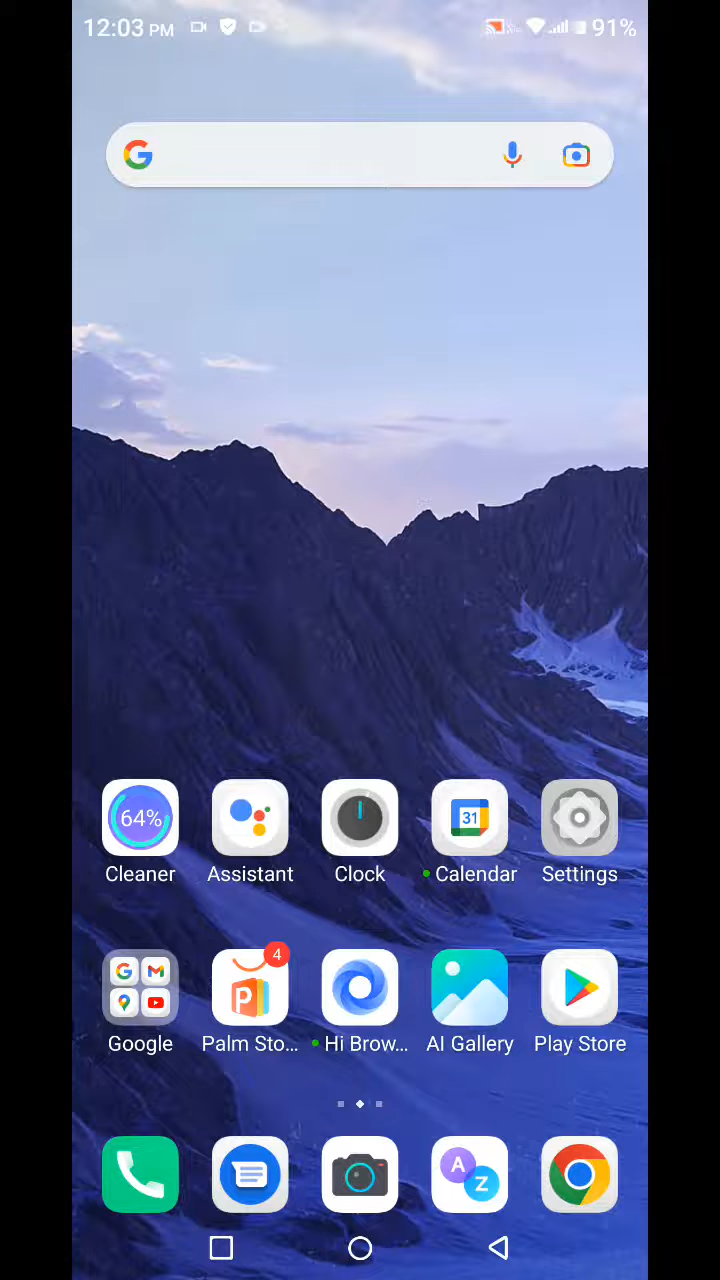 12:03 PM 91%
64%
31
Cleaner Assistant Clock Calendar Settings
4
Google Palm Sto... Hi Brow... AI Gallery Play Store
A
Z